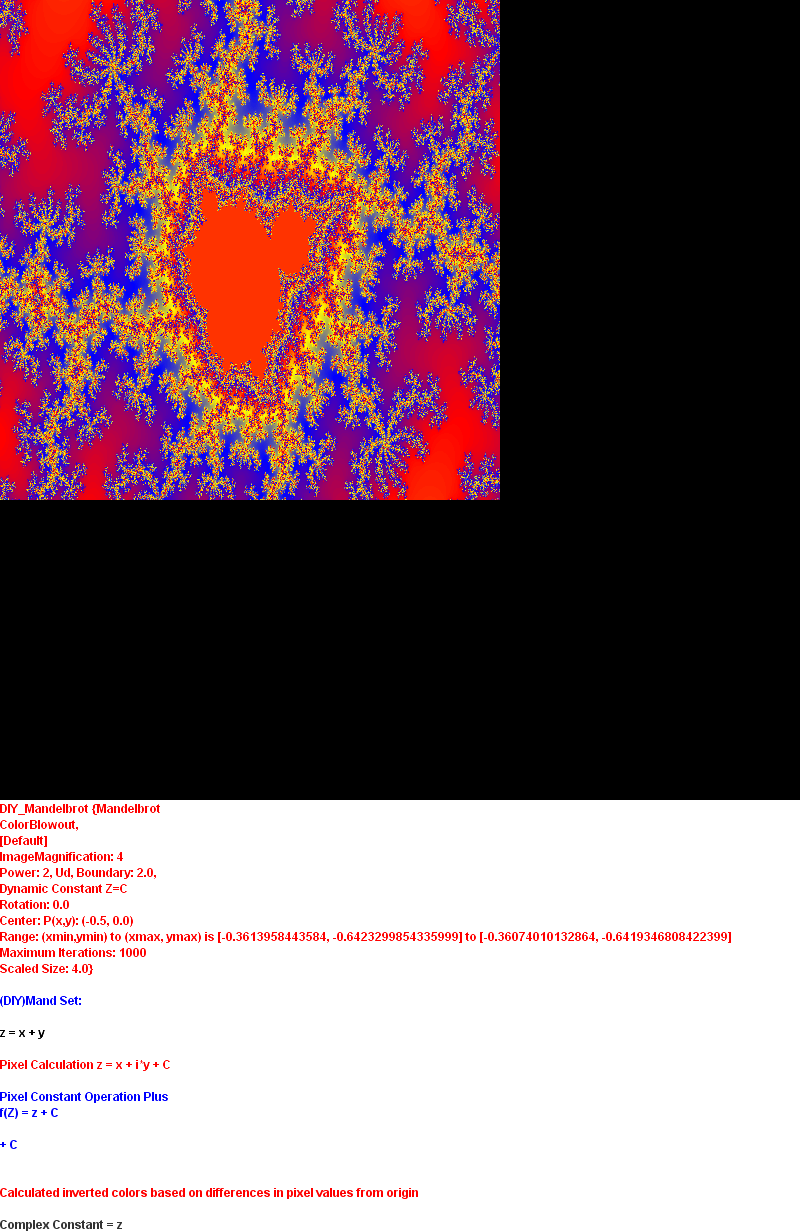 DIY_Mandelbrot {Mandelbrot
ColorBlowout,
[Default]
ImageMagnification: 4
Power: 2, Ud, Boundary: 2.0,
Dynamic Constant Z=C
Rotation: 0.0
Center: P(x,y): (-0.5, 0.0)
Range: (xmin,ymin) to (xmax, ymax) is [-0.3613958443584, -0.6423299854335999] to [-0.36074010132864, -0.6419346808422399]
Maximum Iterations: 1000
Scaled Size: 4.0}
(DIY)Mand Set:
z = x + y
Pixel Calculation z = x + i*y + C
Pixel Constant Operation Plus
f(Z) = z + C
+ C
Calculated inverted colors based on differences in pixel values from origin
Complex Constant = z